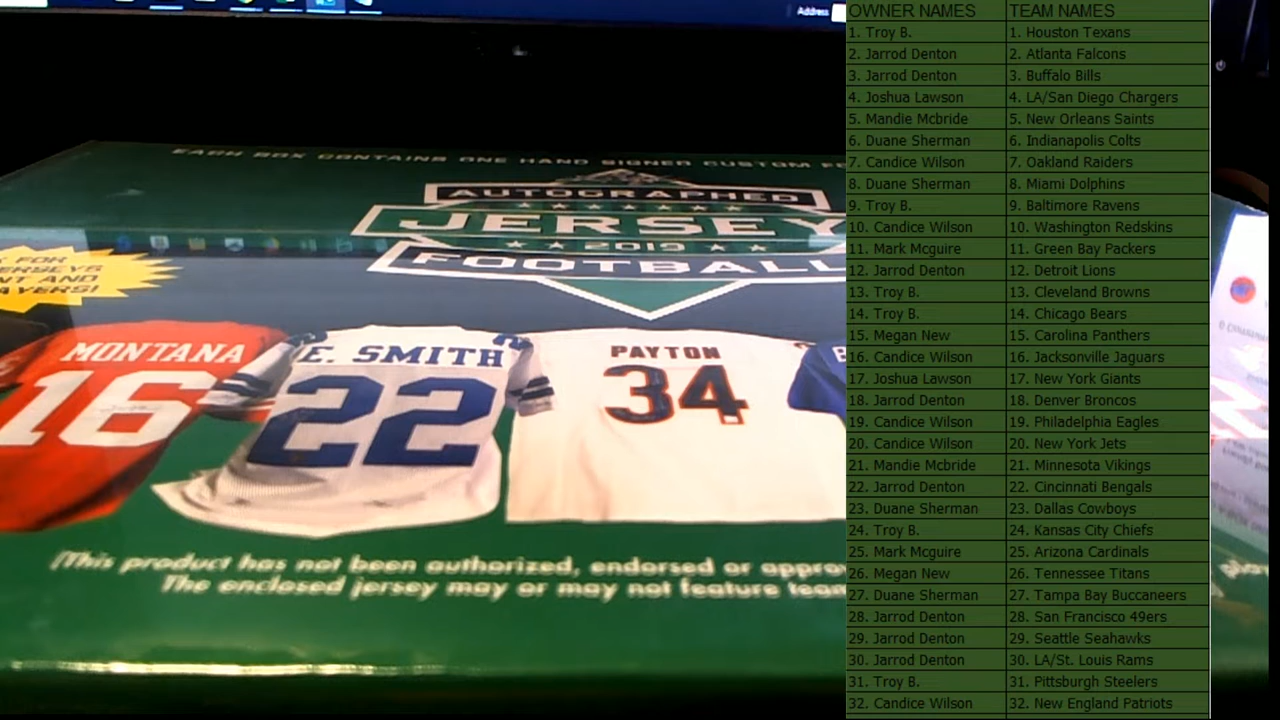 Address
EACH BOX CONTAINS ONE HAND SIGNED CUSTOM
AUTOGRAPHED
JERSEY
2019
FOOTBALL
FOR
JERSEYS
AND
PLAYERS!
MONTANA
16
E. SMITH
22
PAYTON
34
(This product has not been authorized, endorsed or
The enclosed jersey may or may not feature
OWNER NAMES TEAM NAMES
1. Troy B. 1. Houston Texans
2. Jarrod Denton 2. Atlanta Falcons
3. Jarrod Denton 3. Buffalo Bills
4. Joshua Lawson 4. LA/San Diego Chargers
5. Mandie Mcbride 5. New Orleans Saints
6. Duane Sherman 6. Indianapolis Colts
7. Candice Wilson 7. Oakland Raiders
8. Duane Sherman 8. Miami Dolphins
9. Troy B. 9. Baltimore Ravens
10. Candice Wilson 10. Washington Redskins
11. Mark Mcguire 11. Green Bay Packers
12. Jarrod Denton 12. Detroit Lions
13. Troy B. 13. Cleveland Browns
14. Troy B. 14. Chicago Bears
15. Megan New 15. Carolina Panthers
16. Candice Wilson 16. Jacksonville Jaguars
17. Joshua Lawson 17. New York Giants
18. Jarrod Denton 18. Denver Broncos
19. Candice Wilson 19. Philadelphia Eagles
20. Candice Wilson 20. New York Jets
21. Mandie Mcbride 21. Minnesota Vikings
22. Jarrod Denton 22. Cincinnati Bengals
23. Duane Sherman 23. Dallas Cowboys
24. Troy B. 24. Kansas City Chiefs
25. Mark Mcguire 25. Arizona Cardinals
26. Megan New 26. Tennessee Titans
27. Duane Sherman 27. Tampa Bay Buccaneers
28. Jarrod Denton 28. San Francisco 49ers
29. Jarrod Denton 29. Seattle Seahawks
30. Jarrod Denton 30. LA/St. Louis Rams
31. Troy B. 31. Pittsburgh Steelers
32. Candice Wilson 32. New England Patriots